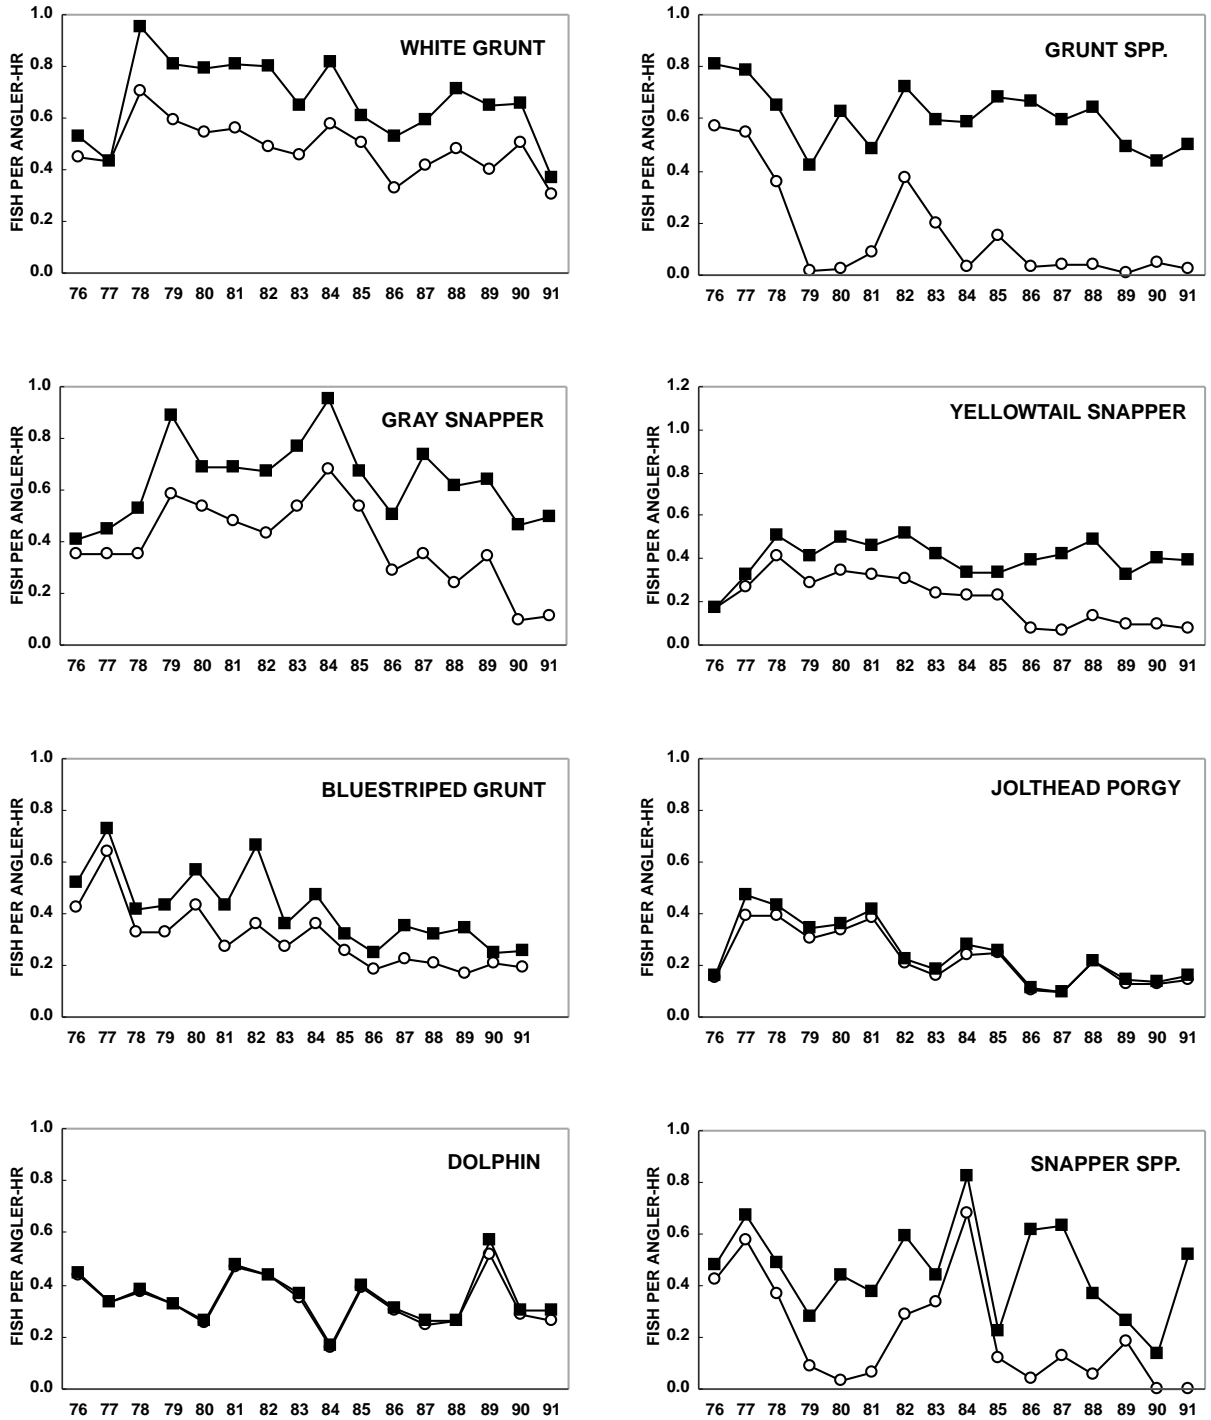 WHITE GRUNT
FISH PER ANGLER-HR
1.0
0.8
0.6
0.4
0.2
0.0
76 77 78 79 80 81 82 83 84 85 86 87 88 89 90 91
GRUNT SPP.
FISH PER ANGLER-HR
1.0
0.8
0.6
0.4
0.2
0.0
76 77 78 79 80 81 82 83 84 85 86 87 88 89 90 91
GRAY SNAPPER
FISH PER ANGLER-HR
1.0
0.8
0.6
0.4
0.2
0.0
76 77 78 79 80 81 82 83 84 85 86 87 88 89 90 91
YELLOWTAIL SNAPPER
FISH PER ANGLER-HR
1.2
1.0
0.8
0.6
0.4
0.2
0.0
76 77 78 79 80 81 82 83 84 85 86 87 88 89 90 91
BLUESTRIPED GRUNT
FISH PER ANGLER-HR
1.0
0.8
0.6
0.4
0.2
0.0
76 77 78 79 80 81 82 83 84 85 86 87 88 89 90 91
JOLTHEAD PORGY
FISH PER ANGLER-HR
1.0
0.8
0.6
0.4
0.2
0.0
76 77 78 79 80 81 82 83 84 85 86 87 88 89 90 91
DOLPHIN
FISH PER ANGLER-HR
1.0
0.8
0.6
0.4
0.2
0.0
76 77 78 79 80 81 82 83 84 85 86 87 88 89 90 91
SNAPPER SPP.
FISH PER ANGLER-HR
1.0
0.8
0.6
0.4
0.2
0.0
76 77 78 79 80 81 82 83 84 85 86 87 88 89 90 91